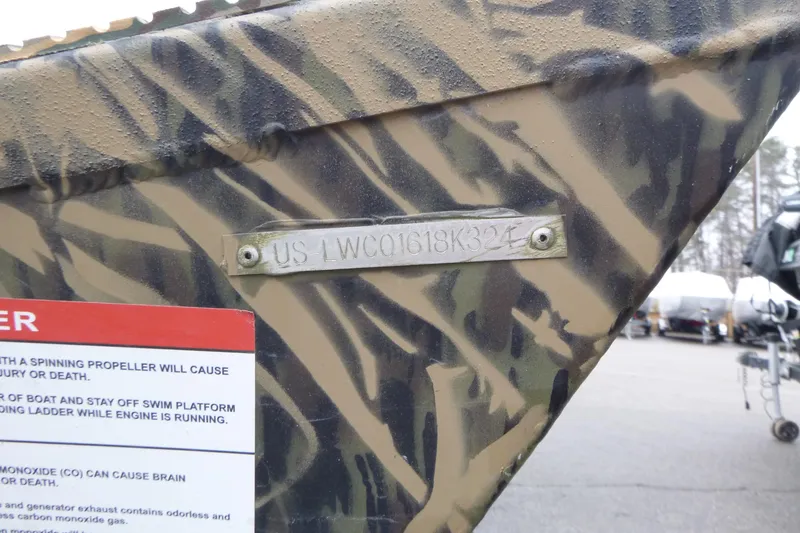 US-LWC01618K324
ER
TH A SPINNING PROPELLER WILL CAUSE
JURY OR DEATH.
R OF BOAT AND STAY OFF SWIM PLATFORM
DING LADDER WHILE ENGINE IS RUNNING.
MONOXIDE (CO) CAN CAUSE BRAIN
OR DEATH.
and generator exhaust contains odorless and
ess carbon monoxide gas.